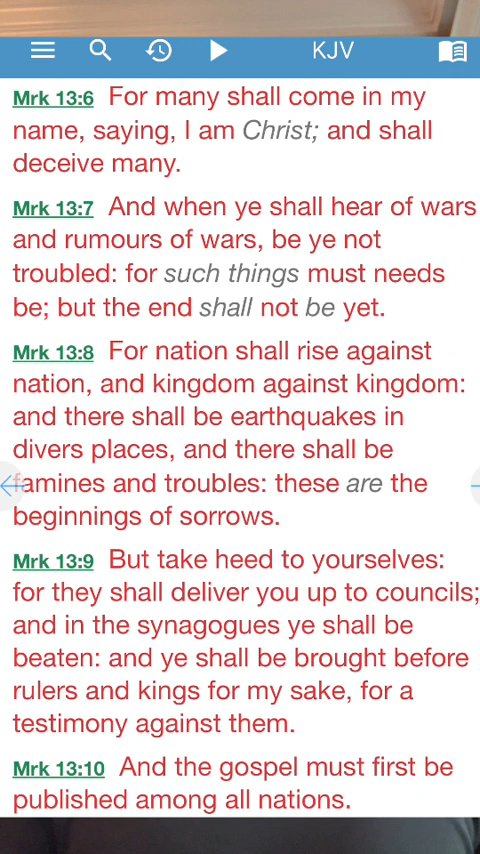 KJV
Mrk 13:6 For many shall come in my
name, saying, I am Christ; and shall
deceive many.
Mrk 13:7 And when ye shall hear of wars
and rumours of wars, be ye not
troubled: for such things must needs
be; but the end shall not be yet.
Mrk 13:8 For nation shall rise against
nation, and kingdom against kingdom:
and there shall be earthquakes in
divers places, and there shall be
famines and troubles: these are the
beginnings of sorrows.
Mrk 13:9 But take heed to yourselves:
for they shall deliver you up to councils;
and in the synagogues ye shall be
beaten: and ye shall be brought before
rulers and kings for my sake, for a
testimony against them.
Mrk 13:10 And the gospel must first be
published among all nations.